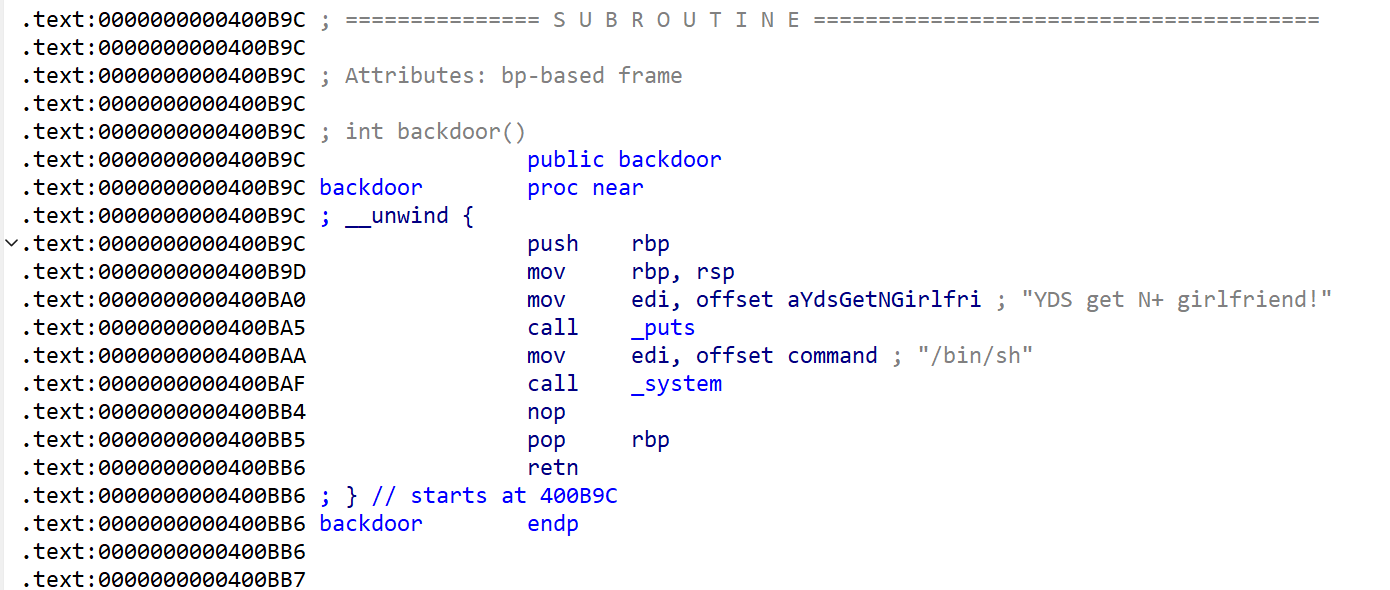 .text:0000000000400B9C ; =============== S U B R O U T I N E =======================================
.text:0000000000400B9C
.text:0000000000400B9C ; Attributes: bp-based frame
.text:0000000000400B9C
.text:0000000000400B9C ; int backdoor()
.text:0000000000400B9C                 public backdoor
.text:0000000000400B9C backdoor        proc near
.text:0000000000400B9C ; __unwind {
.text:0000000000400B9C                 push    rbp
.text:0000000000400B9D                 mov     rbp, rsp
.text:0000000000400BA0                 mov     edi, offset aYdsGetNGirlfri ; "YDS get N+ girlfriend!"
.text:0000000000400BA5                 call    _puts
.text:0000000000400BAA                 mov     edi, offset command ; "/bin/sh"
.text:0000000000400BAF                 call    _system
.text:0000000000400BB4                 nop
.text:0000000000400BB5                 pop     rbp
.text:0000000000400BB6                 retn
.text:0000000000400BB6 ; } // starts at 400B9C
.text:0000000000400BB6 backdoor        endp
.text:0000000000400BB6
.text:0000000000400BB7